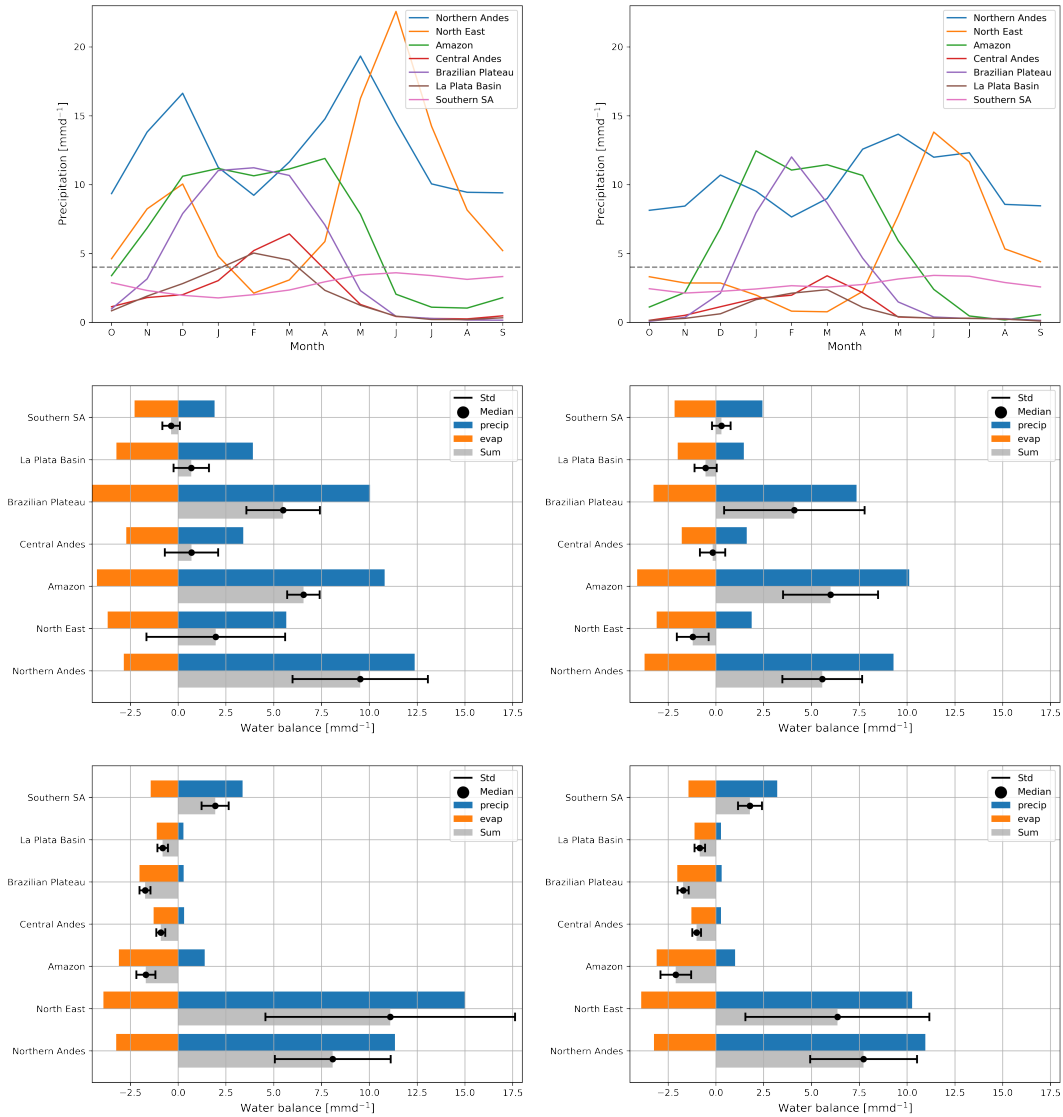 Precipitation [mmd⁻¹]
20
15
10
5
0
O N D J F M A M J J A S
Month
Northern Andes
North East
Amazon
Central Andes
Brazilian Plateau
La Plata Basin
Southern SA
Precipitation [mmd⁻¹]
20
15
10
5
0
O N D J F M A M J J A S
Month
Northern Andes
North East
Amazon
Central Andes
Brazilian Plateau
La Plata Basin
Southern SA
Southern SA
La Plata Basin
Brazilian Plateau
Central Andes
Amazon
North East
Northern Andes
−2.5 0.0 2.5 5.0 7.5 10.0 12.5 15.0 17.5
Water balance [mmd⁻¹]
Std
Median
precip
evap
Sum
Southern SA
La Plata Basin
Brazilian Plateau
Central Andes
Amazon
North East
Northern Andes
−2.5 0.0 2.5 5.0 7.5 10.0 12.5 15.0 17.5
Water balance [mmd⁻¹]
Std
Median
precip
evap
Sum
Southern SA
La Plata Basin
Brazilian Plateau
Central Andes
Amazon
North East
Northern Andes
−2.5 0.0 2.5 5.0 7.5 10.0 12.5 15.0 17.5
Water balance [mmd⁻¹]
Std
Median
precip
evap
Sum
Southern SA
La Plata Basin
Brazilian Plateau
Central Andes
Amazon
North East
Northern Andes
−2.5 0.0 2.5 5.0 7.5 10.0 12.5 15.0 17.5
Water balance [mmd⁻¹]
Std
Median
precip
evap
Sum